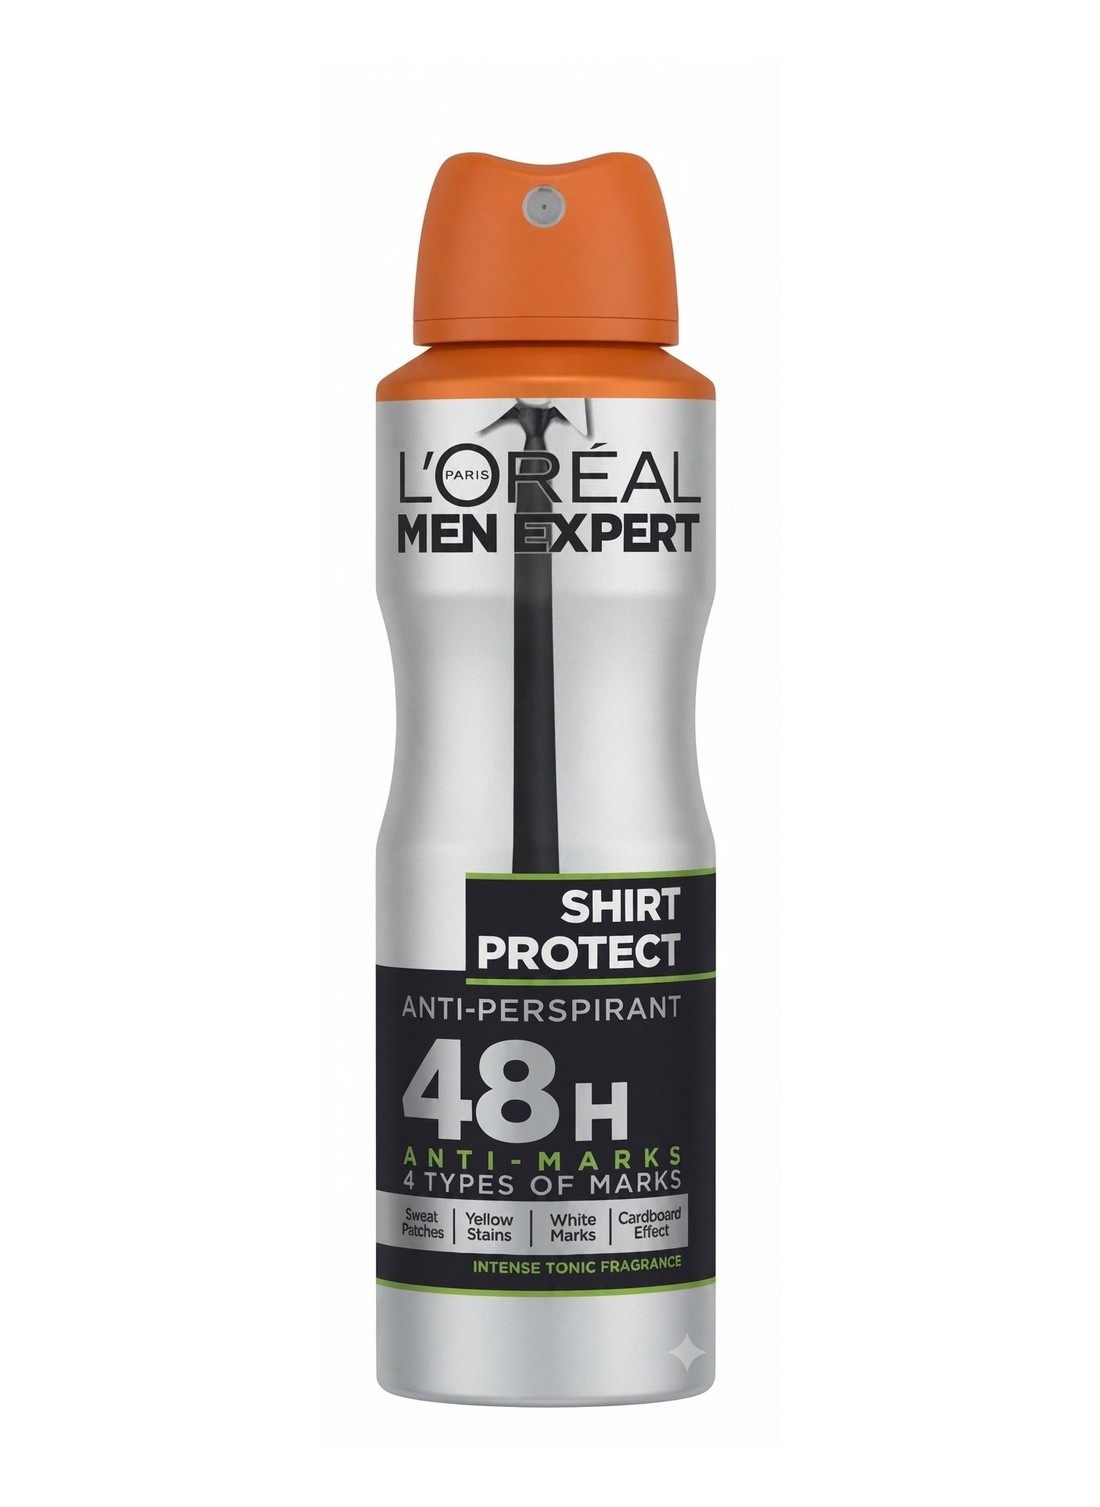 L'ORÉAL
PARIS
MEN EXPERT
SHIRT
PROTECT
ANTI-PERSPIRANT
48H
ANTI-MARKS
4 TYPES OF MARKS
Sweat Patches | Yellow Stains | White Marks | Cardboard Effect
INTENSE TONIC FRAGRANCE